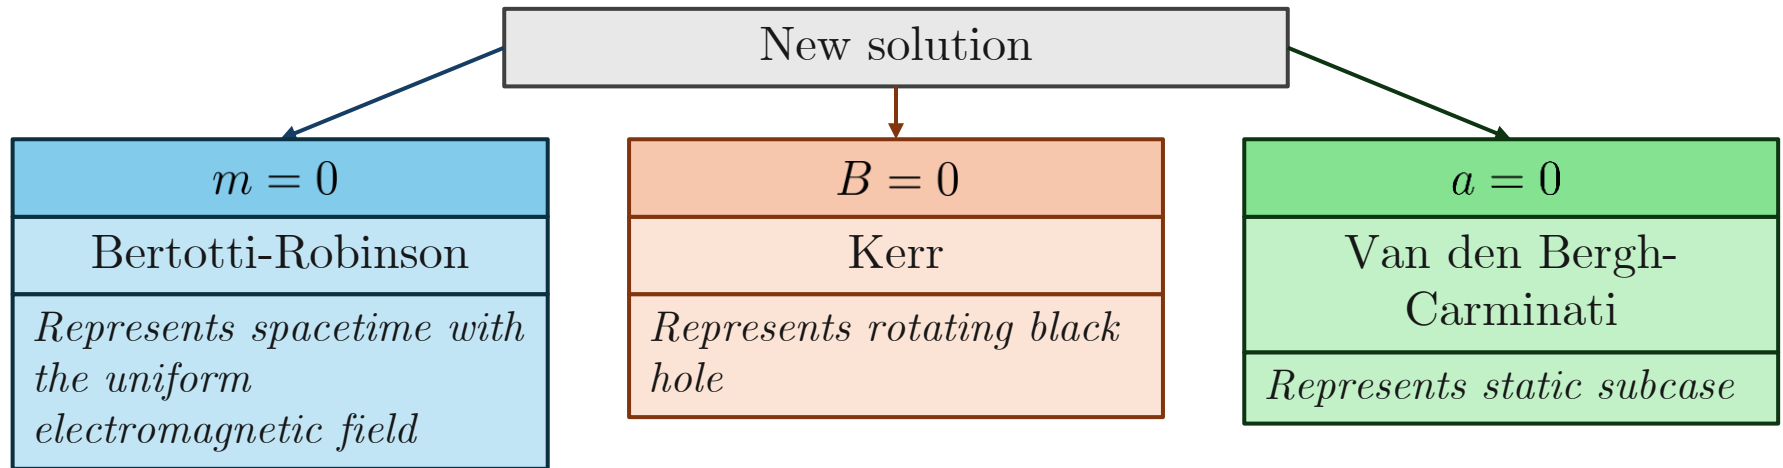 New solution
m = 0
Bertotti-Robinson
Represents spacetime with
the uniform
electromagnetic field
B = 0
Kerr
Represents rotating black
hole
a = 0
Van den Bergh-
Carminati
Represents static subcase